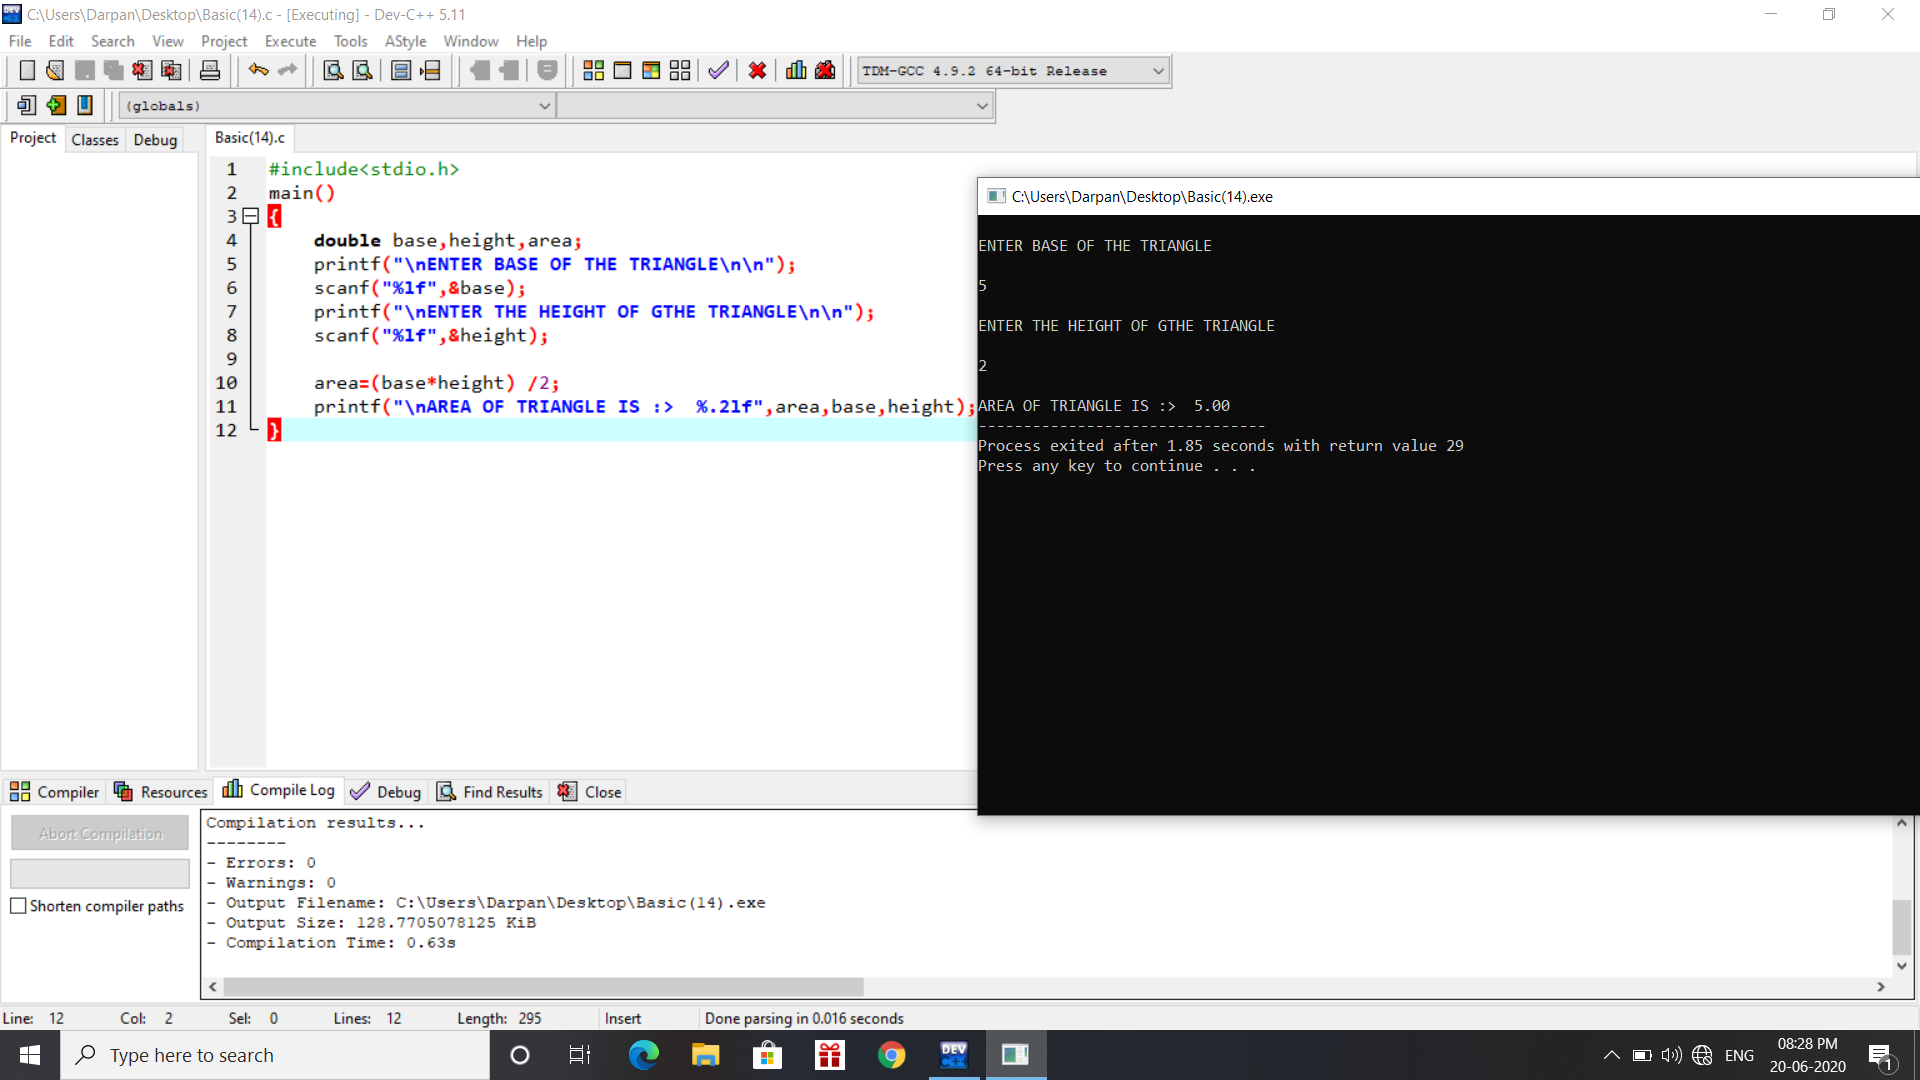 C:\Users\Darpan\Desktop\Basic(14).c - [Executing] - Dev-C++ 5.11
File Edit Search View Project Execute Tools AStyle Window Help
TDM-GCC 4.9.2 64-bit Release
(globals)
Project Classes Debug
Basic(14).c
1 #include<stdio.h>
2 main()
3 {
4 double base,height,area;
5 printf("\nENTER BASE OF THE TRIANGLE\n\n");
6 scanf("%lf",&base);
7 printf("\nENTER THE HEIGHT OF GTHE TRIANGLE\n\n");
8 scanf("%lf",&height);
9
10 area=(base*height) /2;
11 printf("\nAREA OF TRIANGLE IS :>  %.2lf",area,base,height);
12 }
C:\Users\Darpan\Desktop\Basic(14).exe
ENTER BASE OF THE TRIANGLE
5
ENTER THE HEIGHT OF GTHE TRIANGLE
2
AREA OF TRIANGLE IS :>  5.00
--------------------------------
Process exited after 1.85 seconds with return value 29
Press any key to continue . . .
Compiler Resources Compile Log Debug Find Results Close
Abort Compilation
Shorten compiler paths
Compilation results...
--------
- Errors: 0
- Warnings: 0
- Output Filename: C:\Users\Darpan\Desktop\Basic(14).exe
- Output Size: 128.7705078125 KiB
- Compilation Time: 0.63s
Line: 12 Col: 2 Sel: 0 Lines: 12 Length: 295 Insert Done parsing in 0.016 seconds
Type here to search
DEV C++
ENG
08:28 PM
20-06-2020
1